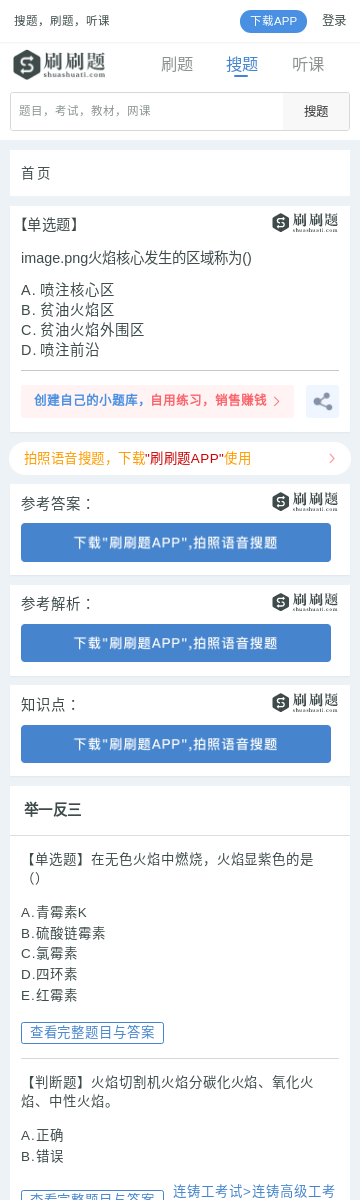 搜题，刷题，听课
下载APP 登录
刷刷题
shuashuati.com
刷题 搜题 听课
题目，考试，教材，网课 搜题
首页
【单选题】
刷刷题
shuashuati.com
image.png火焰核心发生的区域称为()
A. 喷注核心区
B. 贫油火焰区
C. 贫油火焰外围区
D. 喷注前沿
创建自己的小题库，自用练习，销售赚钱
拍照语音搜题，下载"刷刷题APP"使用
参考答案：
刷刷题
shuashuati.com
下载"刷刷题APP",拍照语音搜题
参考解析：
刷刷题
shuashuati.com
下载"刷刷题APP",拍照语音搜题
知识点：
刷刷题
shuashuati.com
下载"刷刷题APP",拍照语音搜题
举一反三
【单选题】在无色火焰中燃烧，火焰显紫色的是
（）
A.青霉素K
B.硫酸链霉素
C.氯霉素
D.四环素
E.红霉素
查看完整题目与答案
【判断题】火焰切割机火焰分碳化火焰、氧化火
焰、中性火焰。
A.正确
B.错误
查看完整题目与答案 连铸工考试>连铸高级工考